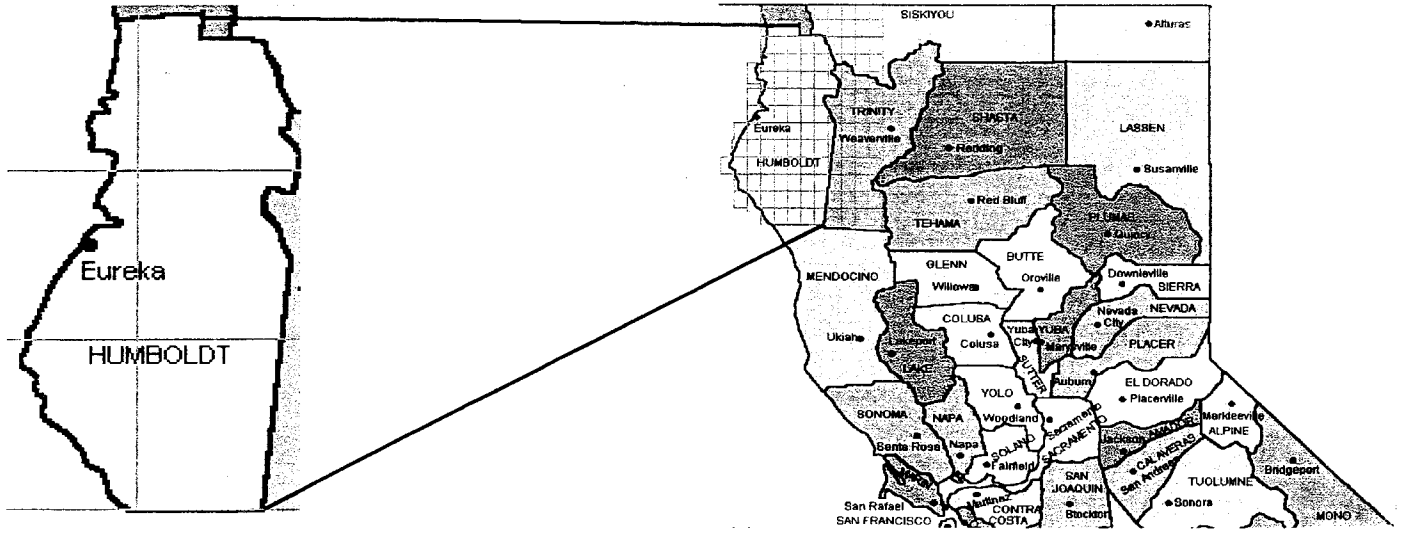 Eureka
HUMBOLDT
SISKIYOU
Alturas
TRINITY
Weaverville
SHASTA
Redding
LASSEN
Susanville
Eureka
HUMBOLDT
TEHAMA
Red Bluff
PLUMAS
Quincy
MENDOCINO
Ukiah
GLENN
Willows
BUTTE
Oroville
Downieville
SIERRA
COLUSA
Colusa
Yuba
City
YUBA
Marysville
Nevada
City
NEVADA
PLACER
Lakeport
LAKE
SUTTER
Auburn
EL DORADO
Placerville
SONOMA
Santa Rosa
NAPA
Napa
YOLO
Woodland
Sacramento
SACRAMENTO
SOLANO
Fairfield
AMADOR
Jackson
CALAVERAS
San Andreas
Markleeville
ALPINE
Bridgeport
MONO
TUOLUMNE
Sonora
San Rafael
SAN FRANCISCO
Martinez
CONTRA
COSTA
SAN
JOAQUIN
Stockton